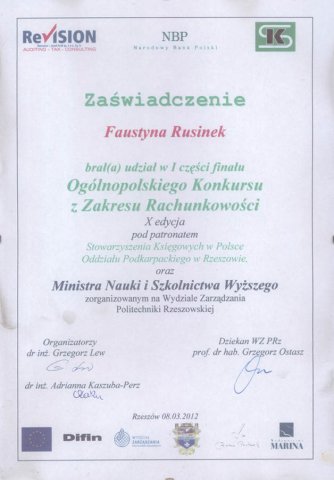 ReVISION
AUDITING - TAX - CONSULTING
NBP
Narodowy Bank Polski
SKP
Zaświadczenie
Faustyna Rusinek
brał(a) udział w I części finału
Ogólnopolskiego Konkursu
z Zakresu Rachunkowości
X edycja
pod patronatem
Stowarzyszenia Księgowych w Polsce
Oddziału Podkarpackiego w Rzeszowie,
oraz
Ministra Nauki i Szkolnictwa Wyższego
zorganizowanym na Wydziale Zarządzania
Politechniki Rzeszowskiej
Organizatorzy
dr inż. Grzegorz Lew
dr inż. Adrianna Kaszuba-Perz
Dziekan WZ PRz
prof. dr hab. Grzegorz Ostasz
Rzeszów 08.03.2012
Difin
WYDZIAŁ
ZARZĄDZANIA
MARINA